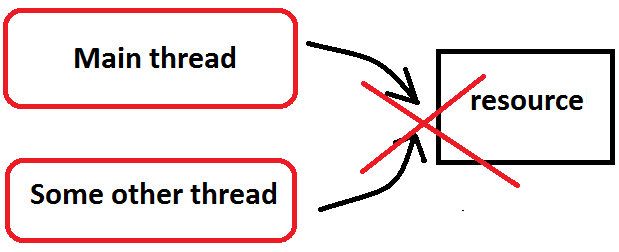 Main thread
resource
Some other thread